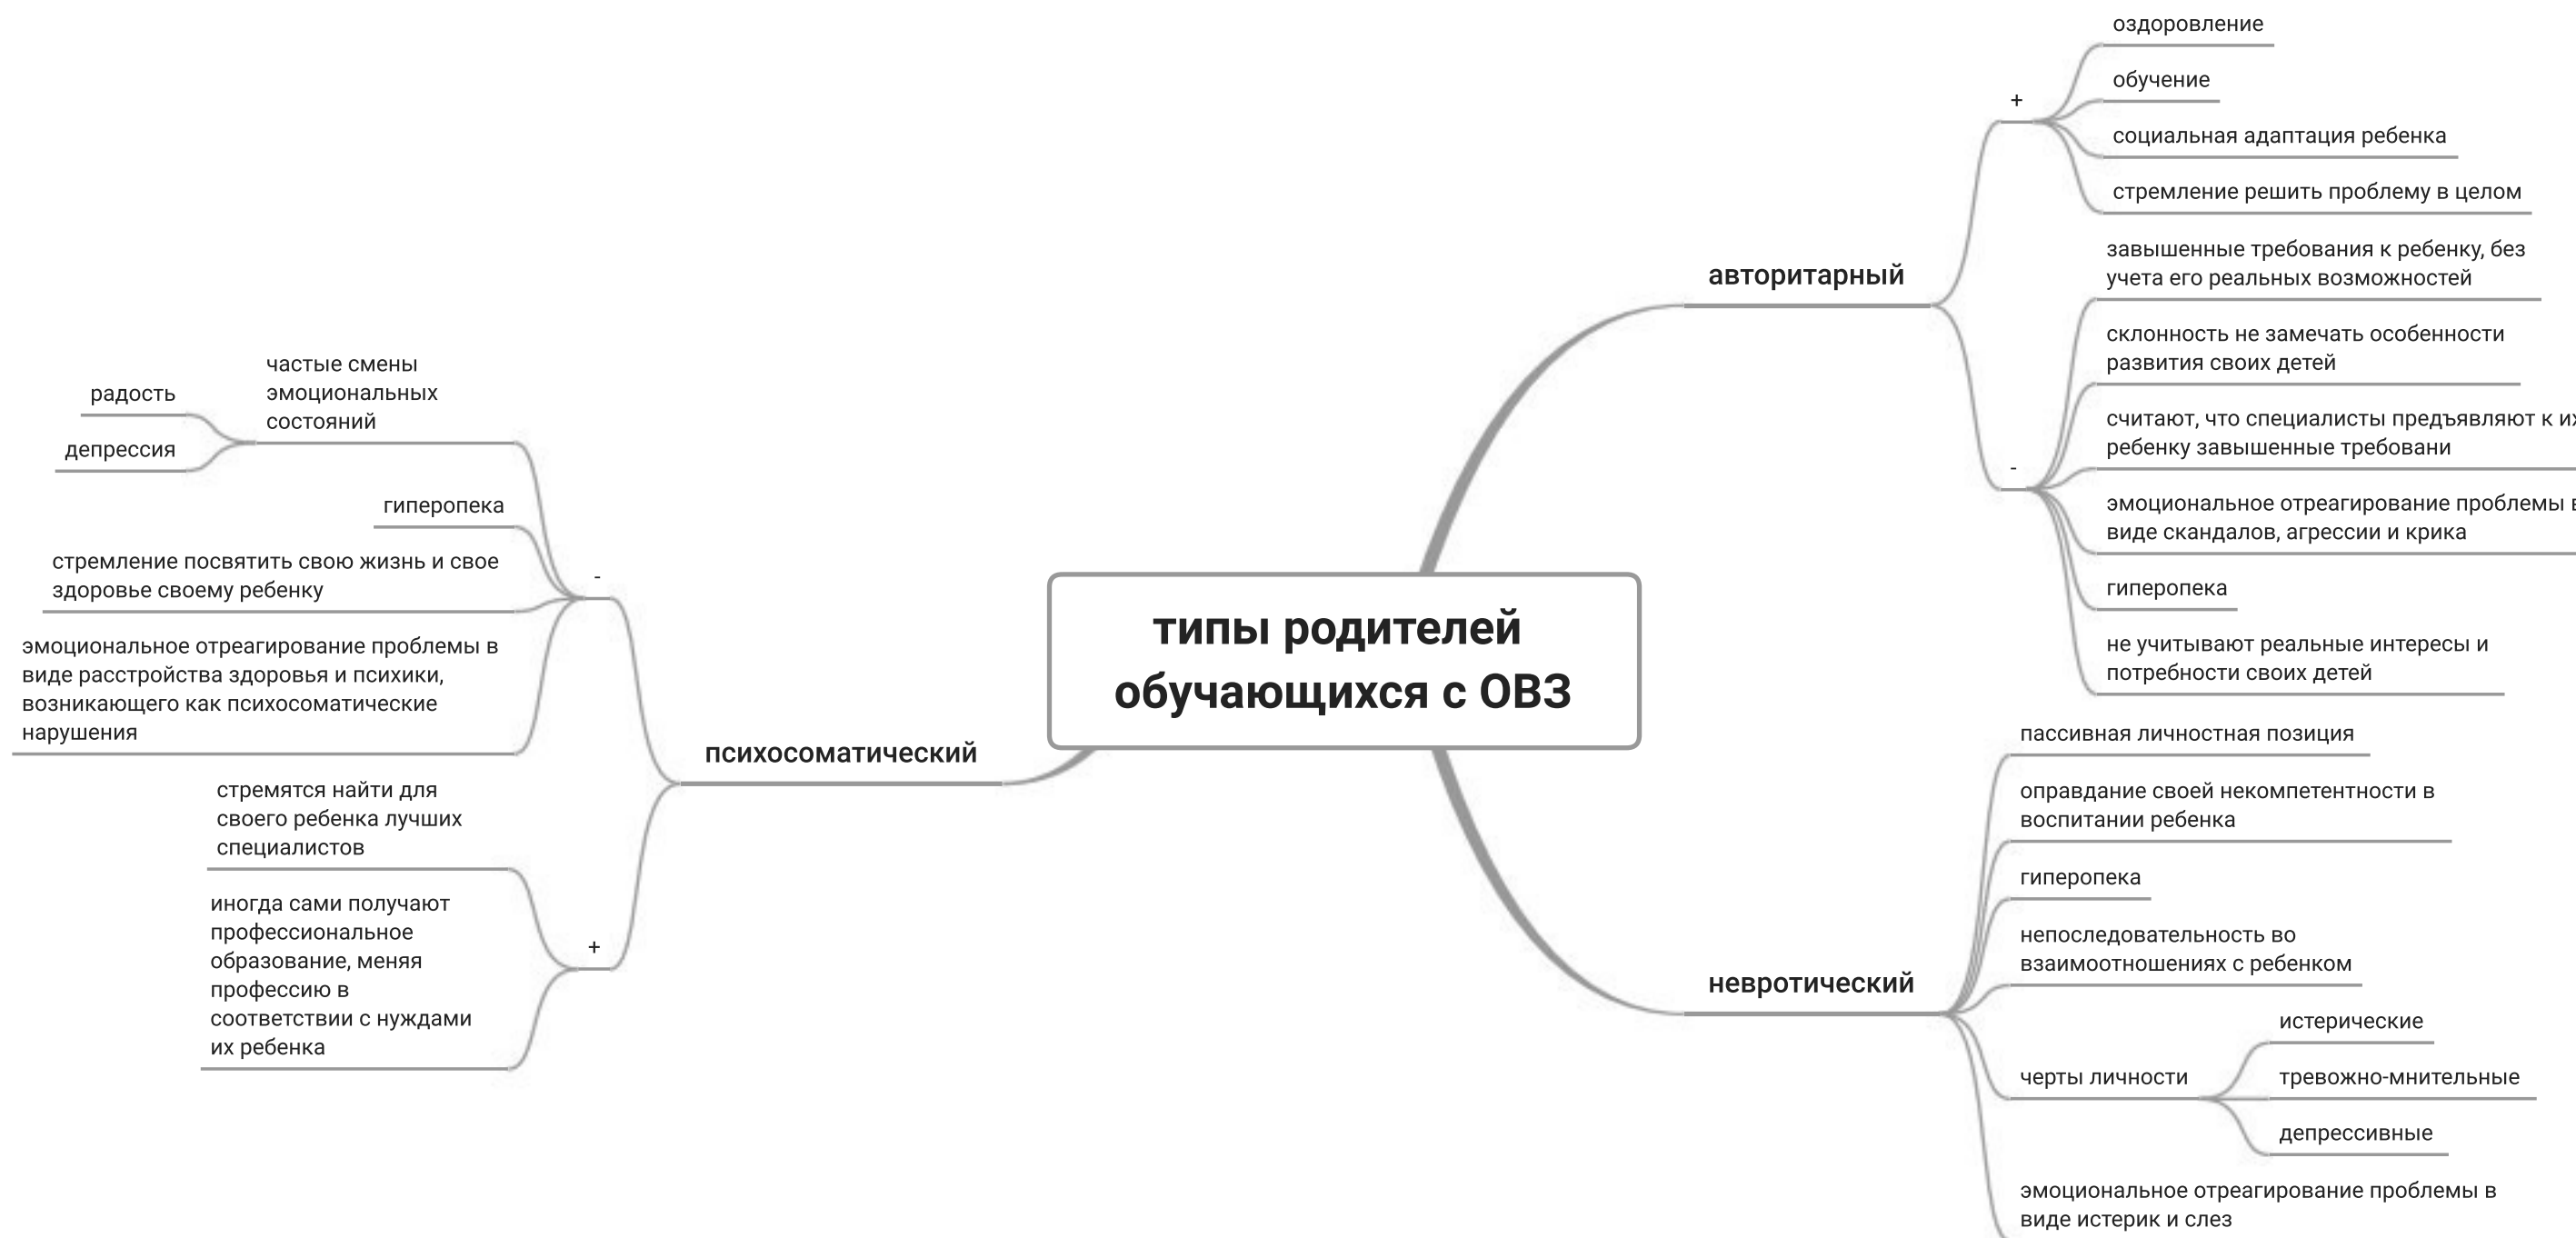 типы родителей
обучающихся с ОВЗ
авторитарный
+
оздоровление
обучение
социальная адаптация ребенка
стремление решить проблему в целом
-
завышенные требования к ребенку, без
учета его реальных возможностей
склонность не замечать особенности
развития своих детей
считают, что специалисты предъявляют к
ребенку завышенные требовани
эмоциональное отреагирование проблемы
виде скандалов, агрессии и крика
гиперопека
не учитывают реальные интересы и
потребности своих детей
невротический
пассивная личностная позиция
оправдание своей некомпетентности в
воспитании ребенка
гиперопека
непоследовательность во
взаимоотношениях с ребенком
черты личности
истерические
тревожно-мнительные
депрессивные
эмоциональное отреагирование проблемы в
виде истерик и слез
психосоматический
-
частые смены
эмоциональных
состояний
радость
депрессия
гиперопека
стремление посвятить свою жизнь и свое
здоровье своему ребенку
эмоциональное отреагирование проблемы в
виде расстройства здоровья и психики,
возникающего как психосоматические
нарушения
+
стремятся найти для
своего ребенка лучших
специалистов
иногда сами получают
профессиональное
образование, меняя
профессию в
соответствии с нуждами
их ребенка